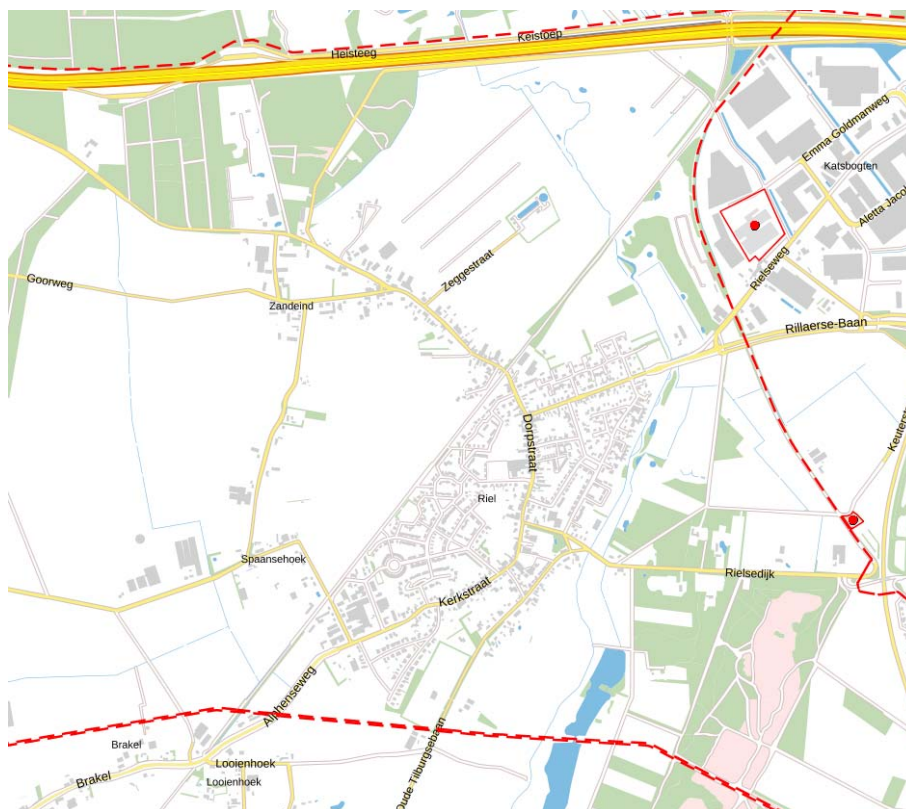 Heisteeg
Keistoep
Emma Goldmanweg
Katsbogten
Aletta Jacob
Rielseweg
Zeggestraat
Goorweg
Zandeind
Rillaerse-Baan
Dorpstraat
Keuterst
Riel
Spaansehoek
Rielsedijk
Kerkstraat
Alphenseweg
Brakel
Brakel
Looienhoek
Looienhoek
Oude Tilburgsebaan